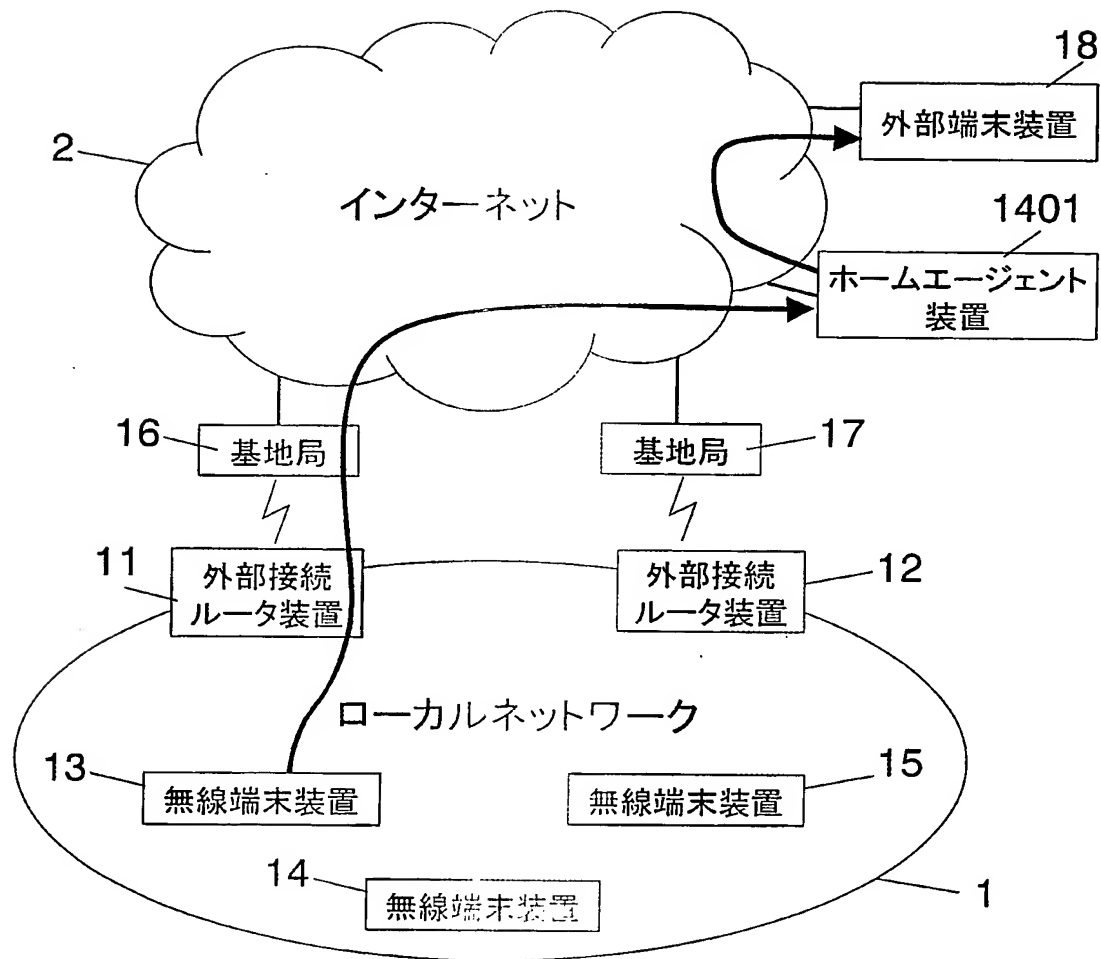 18
外部端末装置
2
インターネット
1401
ホームエージェント
装置
16
基地局
17
基地局
11
外部接続
ルータ装置
12
外部接続
ルータ装置
ローカルネットワーク
13
無線端末装置
15
無線端末装置
14
無線端末装置
1